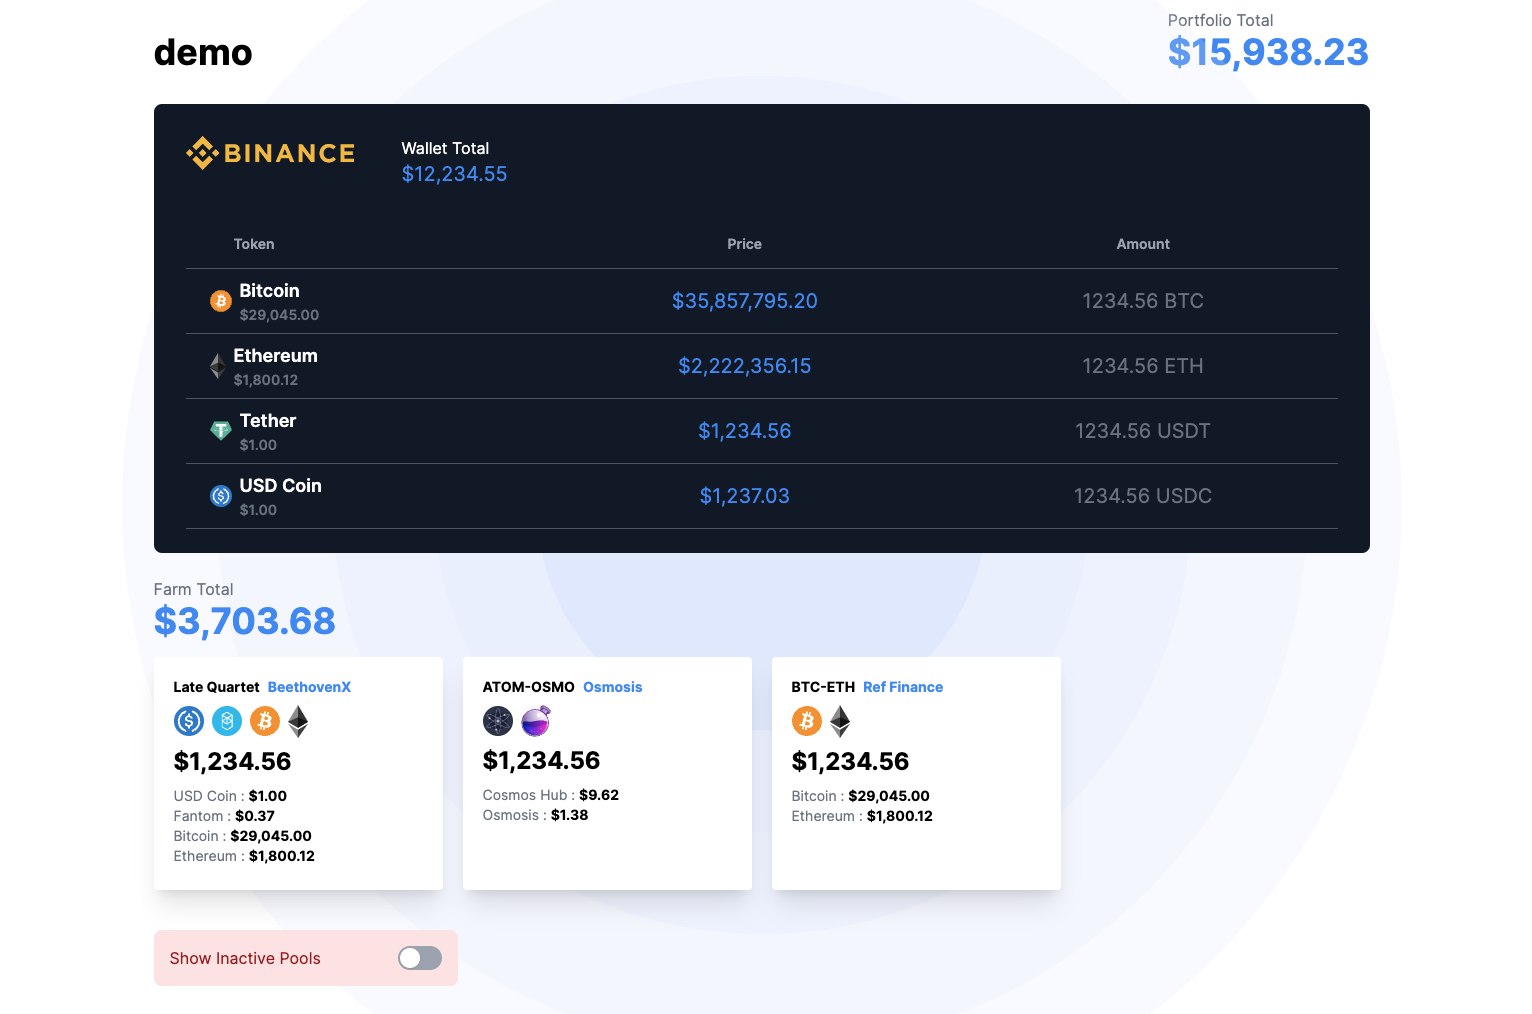 demo
Portfolio Total
$15,938.23
BINANCE
Wallet Total
$12,234.55
Token Price Amount
Bitcoin
$29,045.00
$35,857,795.20
1234.56 BTC
Ethereum
$1,800.12
$2,222,356.15
1234.56 ETH
Tether
$1.00
$1,234.56
1234.56 USDT
USD Coin
$1.00
$1,237.03
1234.56 USDC
Farm Total
$3,703.68
Late Quartet BeethovenX
$1,234.56
USD Coin : $1.00
Fantom : $0.37
Bitcoin : $29,045.00
Ethereum : $1,800.12
ATOM-OSMO Osmosis
$1,234.56
Cosmos Hub : $9.62
Osmosis : $1.38
BTC-ETH Ref Finance
$1,234.56
Bitcoin : $29,045.00
Ethereum : $1,800.12
Show Inactive Pools